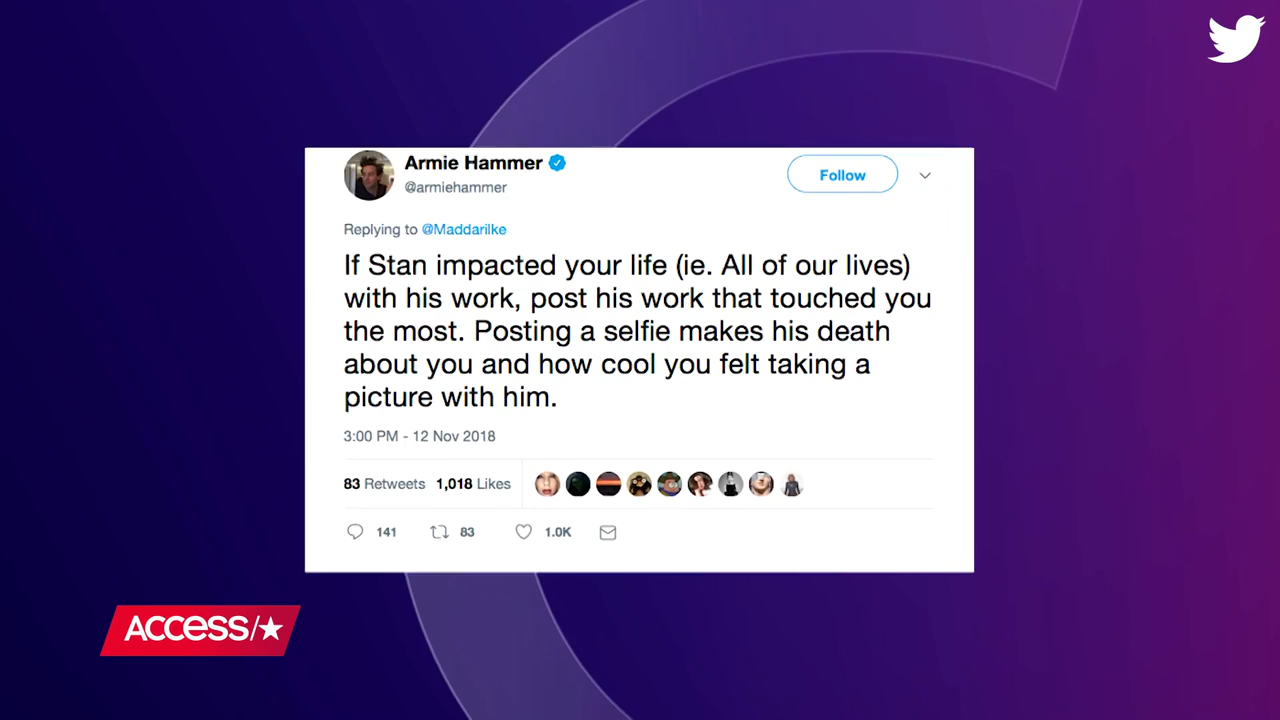 Armie Hammer
@armiehammer
Follow
Replying to @Maddarilke
If Stan impacted your life (ie. All of our lives)
with his work, post his work that touched you
the most. Posting a selfie makes his death
about you and how cool you felt taking a
picture with him.
3:00 PM - 12 Nov 2018
83 Retweets 1,018 Likes
141 83 1.0K
ACCESS/